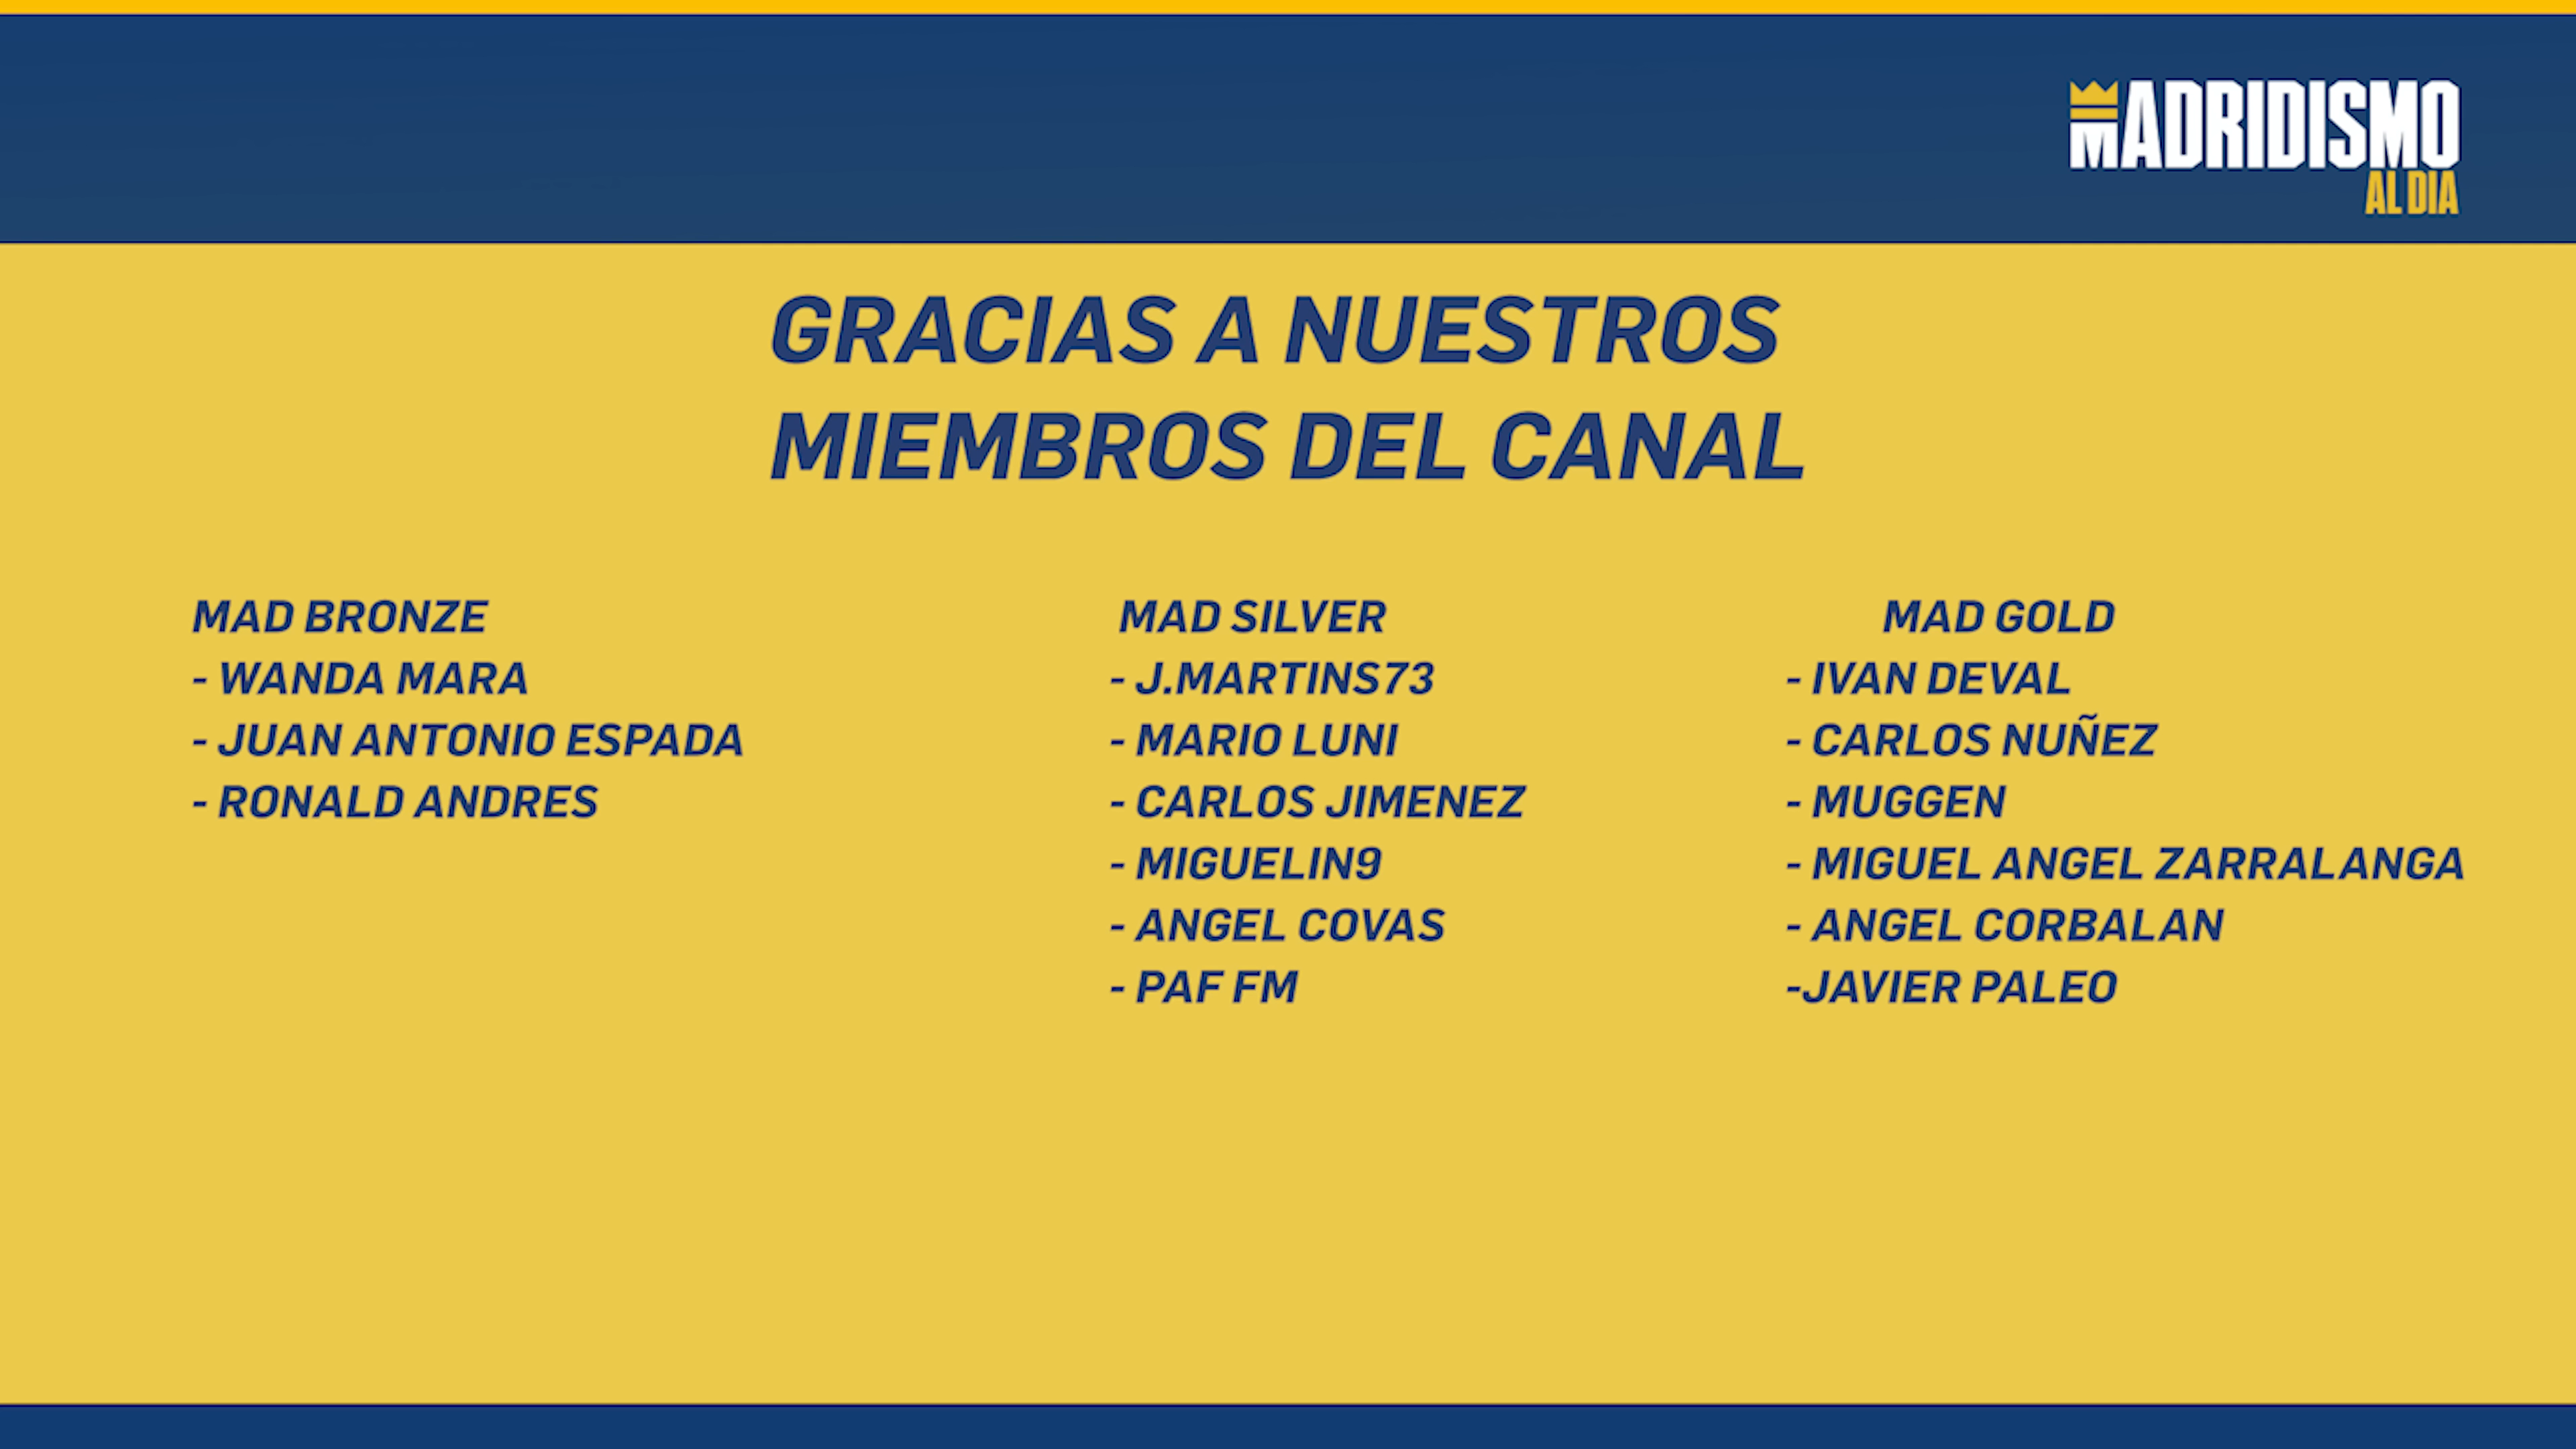 MADRIDISMO
AL DIA
GRACIAS A NUESTROS
MIEMBROS DEL CANAL
MAD BRONZE
- WANDA MARA
- JUAN ANTONIO ESPADA
- RONALD ANDRES
MAD SILVER
- J.MARTINS73
- MARIO LUNI
- CARLOS JIMENEZ
- MIGUELIN9
- ANGEL COVAS
- PAF FM
MAD GOLD
- IVAN DEVAL
- CARLOS NUÑEZ
- MUGGEN
- MIGUEL ANGEL ZARRALANGA
- ANGEL CORBALAN
-JAVIER PALEO